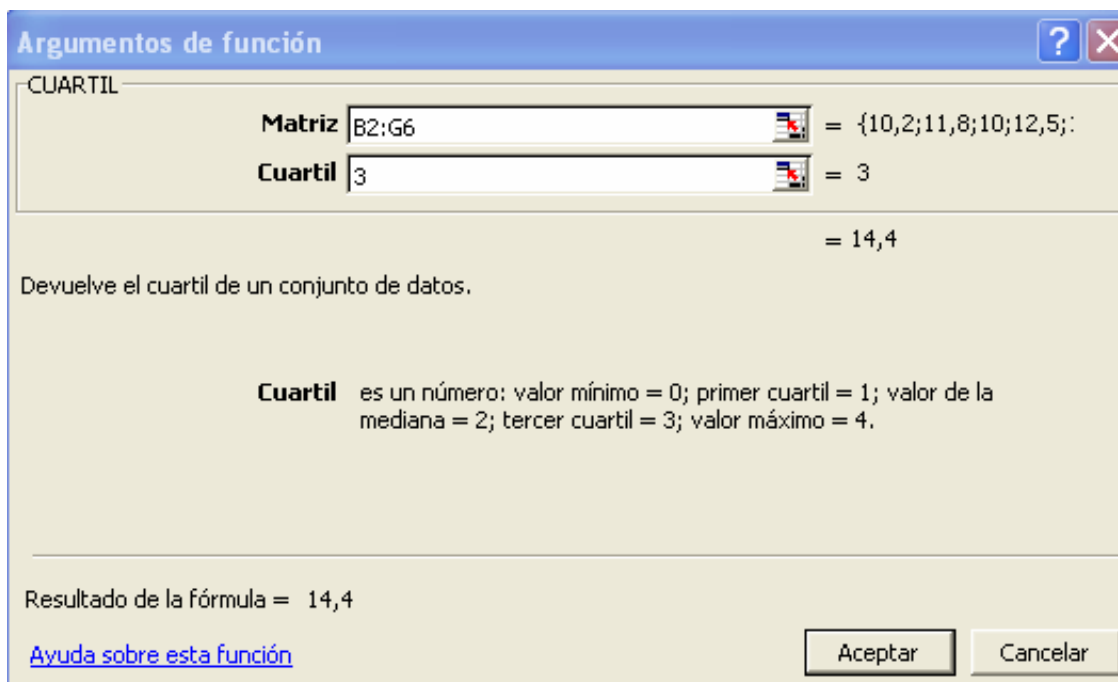 Argumentos de función
CUARTIL
Matriz B2:G6 = {10,2;11,8;10;12,5;
Cuartil 3 = 3
= 14,4
Devuelve el cuartil de un conjunto de datos.
Cuartil es un número: valor mínimo = 0; primer cuartil = 1; valor de la
mediana = 2; tercer cuartil = 3; valor máximo = 4.
Resultado de la fórmula = 14,4
Ayuda sobre esta función
Aceptar Cancelar